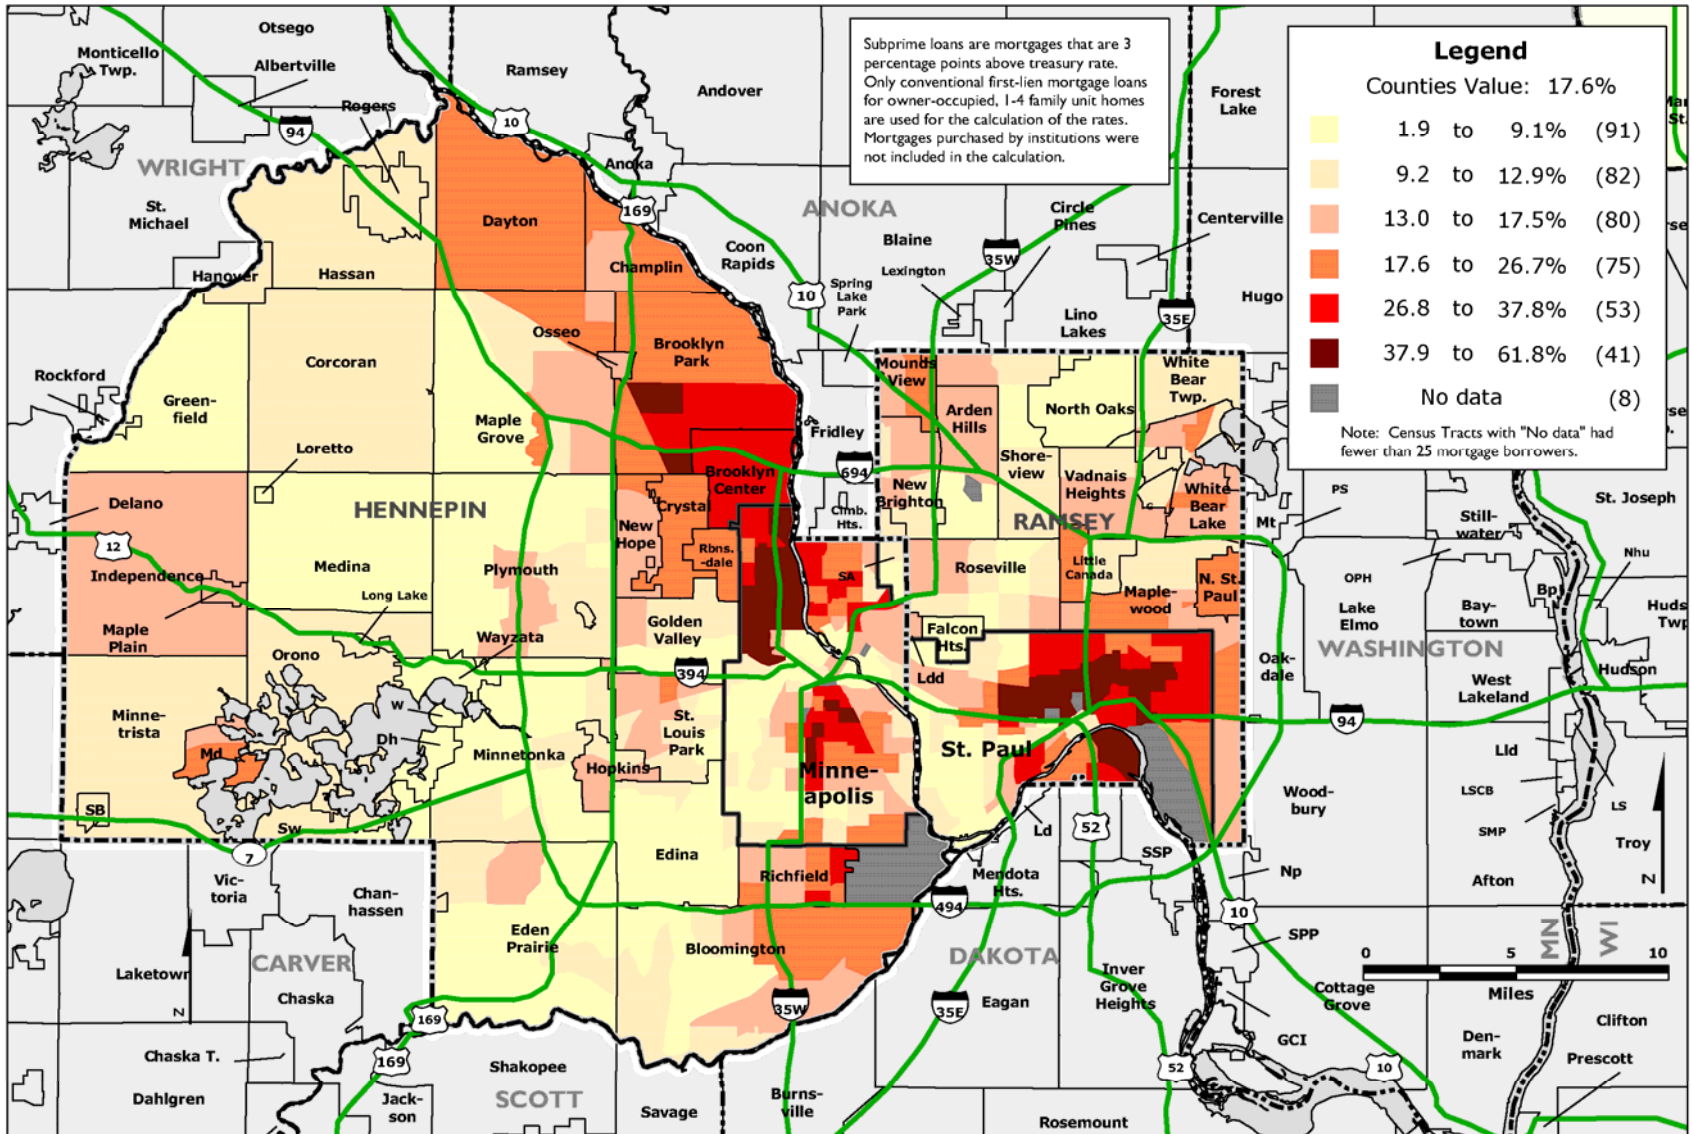 Otsego
Monticello
Twp.
Albertville
Ramsey
Andover
Rogers
94
10
Anoka
WRIGHT
St.
Michael
Dayton
169
ANOKA
Circle
Pines
Blaine
35W
Centerville
Forest
Lake
Subprime loans are mortgages that are 3
percentage points above treasury rate.
Only conventional first-lien mortgage loans
for owner-occupied, 1-4 family unit homes
are used for the calculation of the rates.
Mortgages purchased by institutions were
not included in the calculation.
Legend
Counties Value: 17.6%
1.9 to 9.1% (91)
9.2 to 12.9% (82)
13.0 to 17.5% (80)
17.6 to 26.7% (75)
26.8 to 37.8% (53)
37.9 to 61.8% (41)
No data (8)
Note: Census Tracts with "No data" had
fewer than 25 mortgage borrowers.
Hanover
Hassan
Champlin
Coon
Rapids
10
Spring
Lake
Park
Lexington
Lino
Lakes
35E
Hugo
Rockford
Corcoran
Osseo
Brooklyn
Park
Mounds
View
White
Bear
Twp.
Green-
field
Maple
Grove
Arden
Hills
North Oaks
Fridley
Loretto
694
Shore-
view
Vadnais
Heights
Brooklyn
Center
New
Brighton
White
Bear
Lake
Delano
HENNEPIN
Crystal
New
Hope
Clmb.
Hts.
RAMSEY
Mt
PS
Still-
water
St. Joseph
12
Independence
Medina
Plymouth
Rbns.
-dale
SA
Roseville
Little
Canada
Maple-
wood
N. St.
Paul
OPH
Lake
Elmo
Bay-
town
Bp
Nhu
Huds
Twp
Long Lake
Maple
Plain
Wayzata
Golden
Valley
Falcon
Hts.
WASHINGTON
Orono
394
Ldd
Oak-
dale
West
Lakeland
Hudson
94
Minne-
trista
W
Dh
Md
Minnetonka
St.
Louis
Park
Hopkins
Minne-
apolis
St. Paul
Lld
Wood-
bury
LSCB
LS
SMP
Troy
SB
Sw
7
Edina
Ld
52
SSP
Richfield
Mendota
Hts.
494
Np
Afton
N
Vic-
toria
Chan-
hassen
10
Eden
Prairie
Bloomington
SPP
MN
WI
0 5 10
Miles
Laketown
CARVER
N
Chaska
DAKOTA
Inver
Grove
Heights
Cottage
Grove
35W
35E
Eagan
169
169
GCI
Den-
mark
Clifton
Prescott
Chaska T.
Shakopee
52
10
Dahlgren
Jack-
son
SCOTT
Savage
Burns-
ville
Rosemount